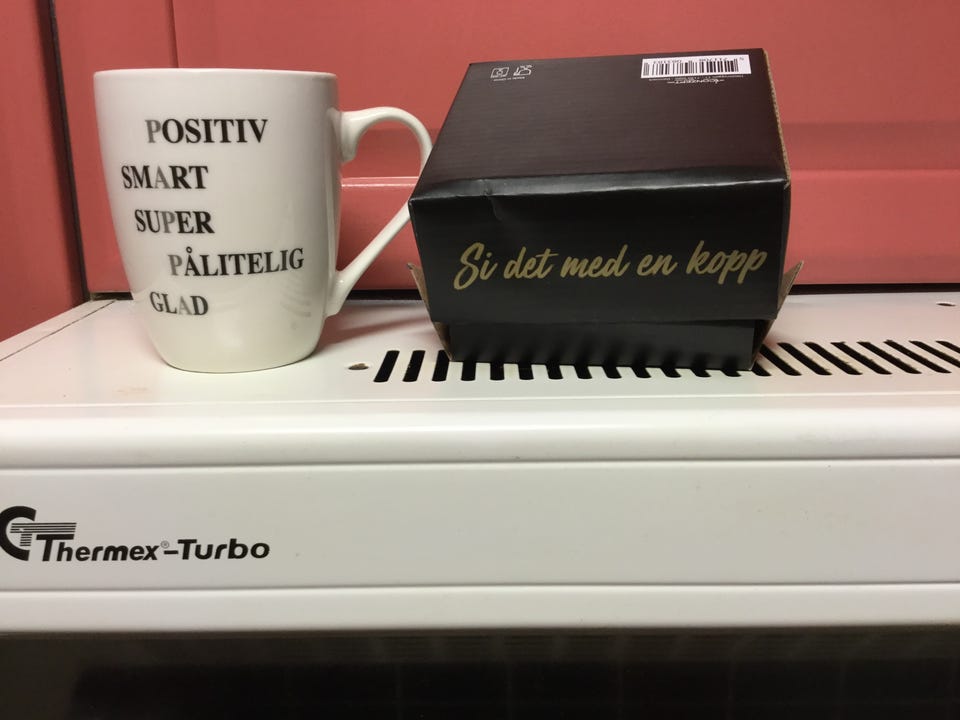 POSITIV
SMART
SUPER
PÅLITELIG
GLAD
Si det med en kopp
Thermex®-Turbo